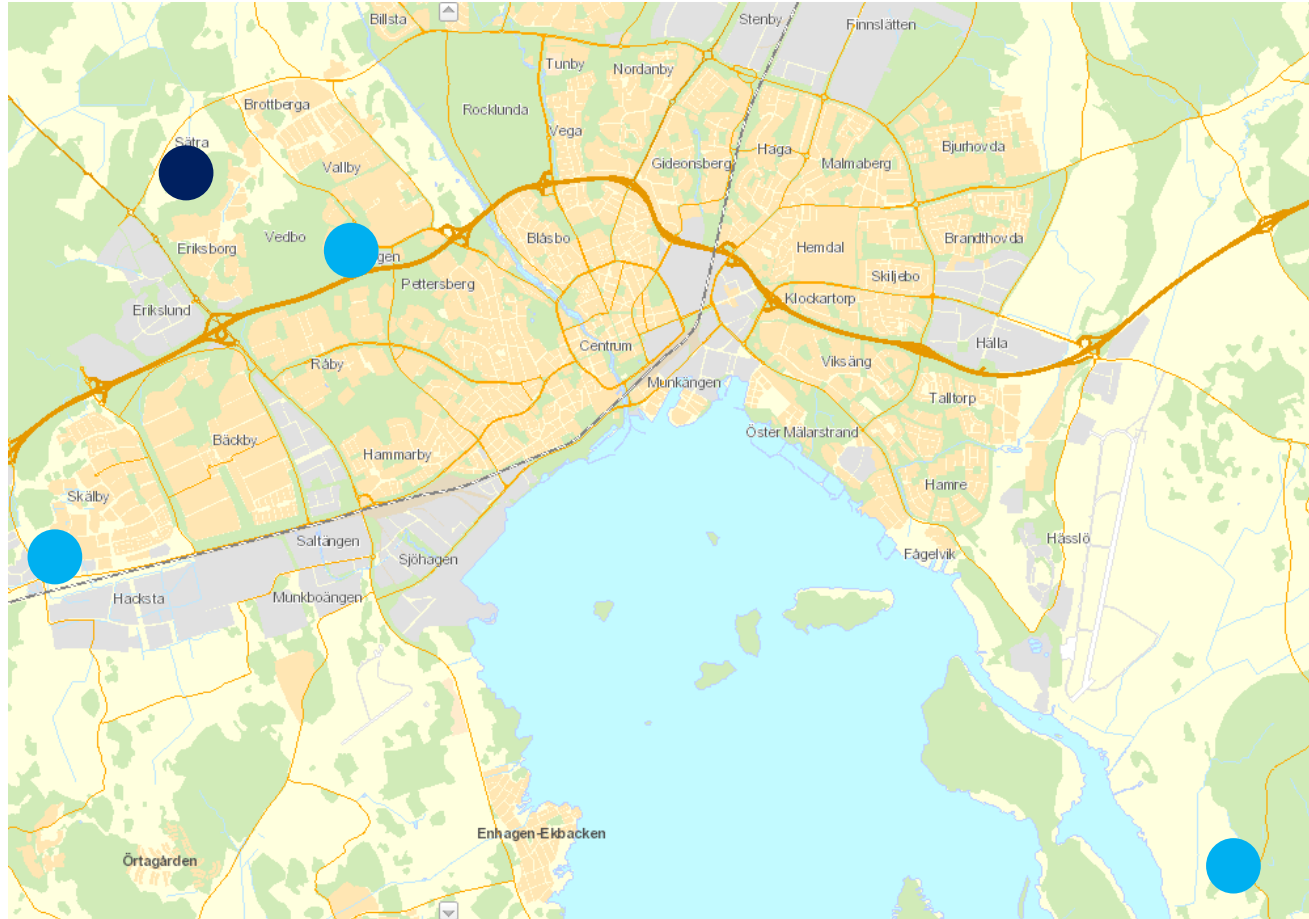 Billsta
Stenby
Finnslätten
Tunby
Nordanby
Brottberga
Rocklunda
Vega
Sätra
Vallby
Gideonsberg
Haga
Malmaberg
Bjurhovda
Eriksborg
Vedbo
gen
Blåsbo
Hemdal
Brandthovda
Pettersberg
Skiljebo
Erikslund
Klockartorp
Råby
Centrum
Hälla
Viksäng
Munkängen
Talltorp
Bäckby
Hammarby
Öster Mälarstrand
Skälby
Hamre
Saltängen
Sjöhagen
Fågelvik
Hässlö
Hacksta
Munkboängen
Enhagen-Ekbacken
Örtagården